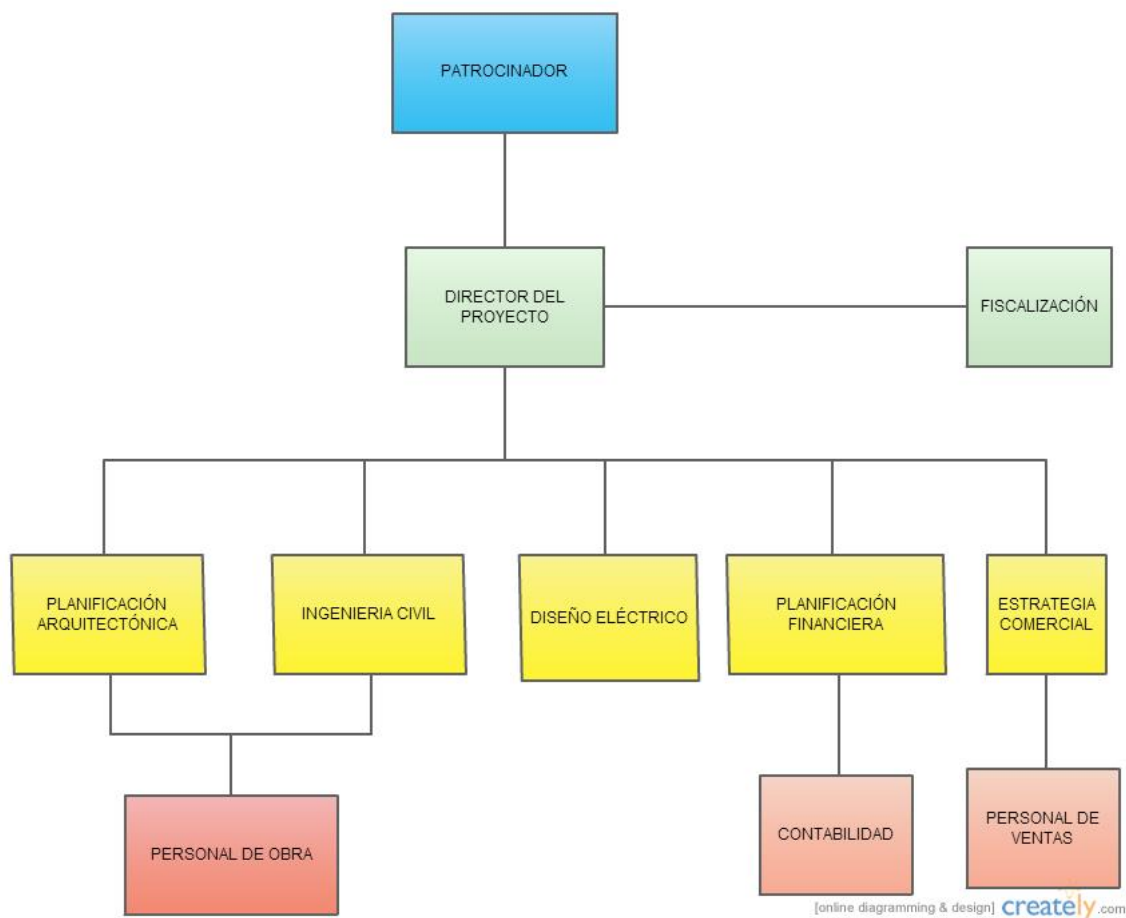 PATROCINADOR
DIRECTOR DEL
PROYECTO
FISCALIZACIÓN
PLANIFICACIÓN
ARQUITECTÓNICA
INGENIERIA CIVIL
DISEÑO ELÉCTRICO
PLANIFICACIÓN
FINANCIERA
ESTRATEGIA
COMERCIAL
PERSONAL DE OBRA
CONTABILIDAD
PERSONAL DE
VENTAS
[online diagramming & design] creately.com